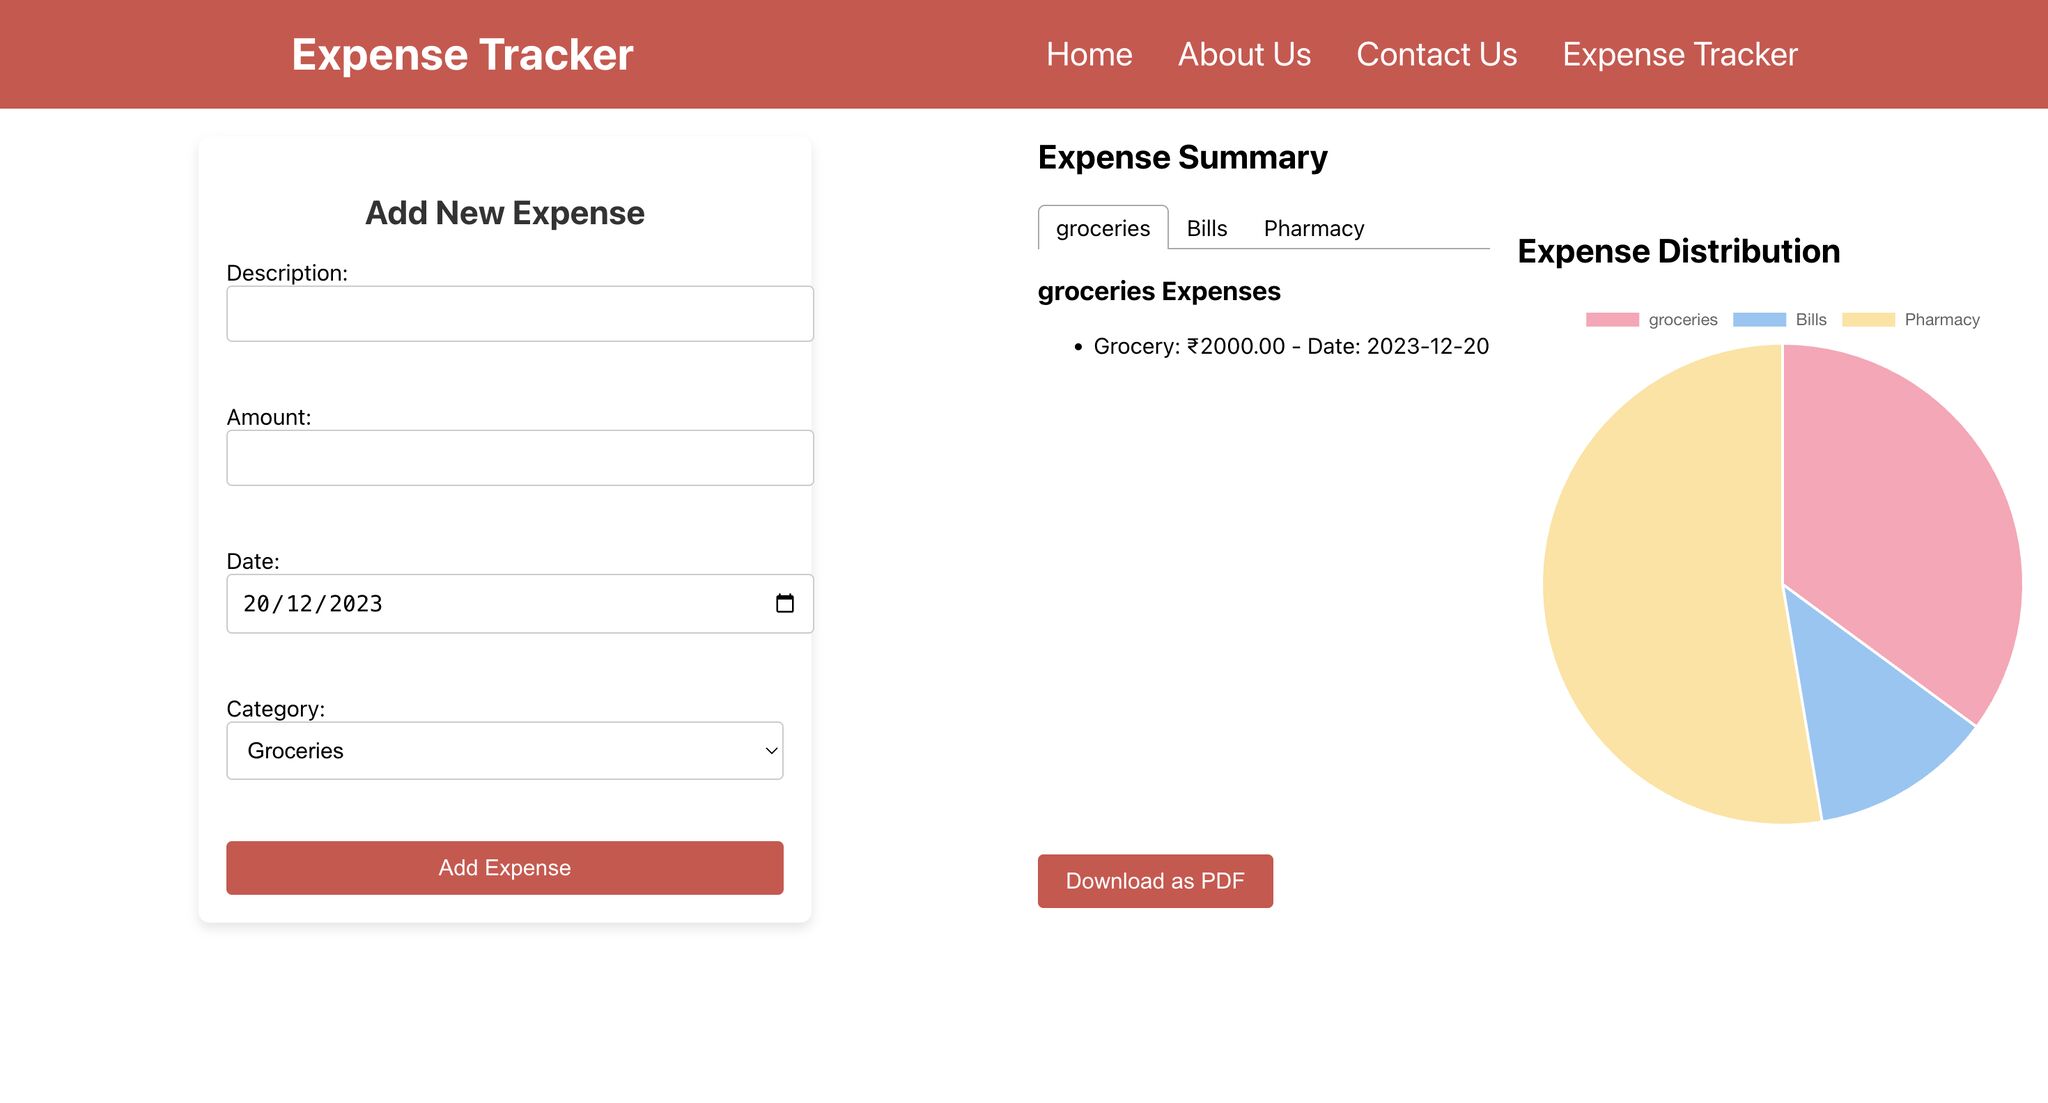 Expense Tracker
Home About Us Contact Us Expense Tracker
Add New Expense
Description:
Amount:
Date:
20/12/2023
Category:
Groceries
Add Expense
Expense Summary
groceries Bills Pharmacy
groceries Expenses
• Grocery: ₹2000.00 - Date: 2023-12-20
Download as PDF
Expense Distribution
groceries Bills Pharmacy